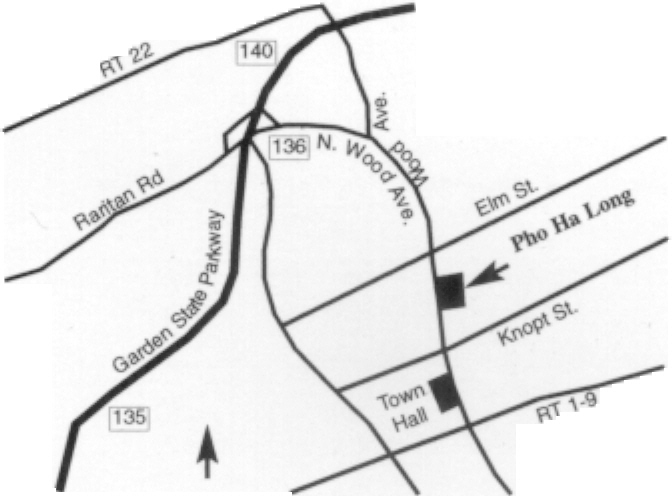 RT 22
140
Ave.
136
N. Wood Ave.
Wood
Raritan Rd
Elm St.
Pho Ha Long
Garden State Parkway
Knopt St.
Town
Hall
RT 1-9
135